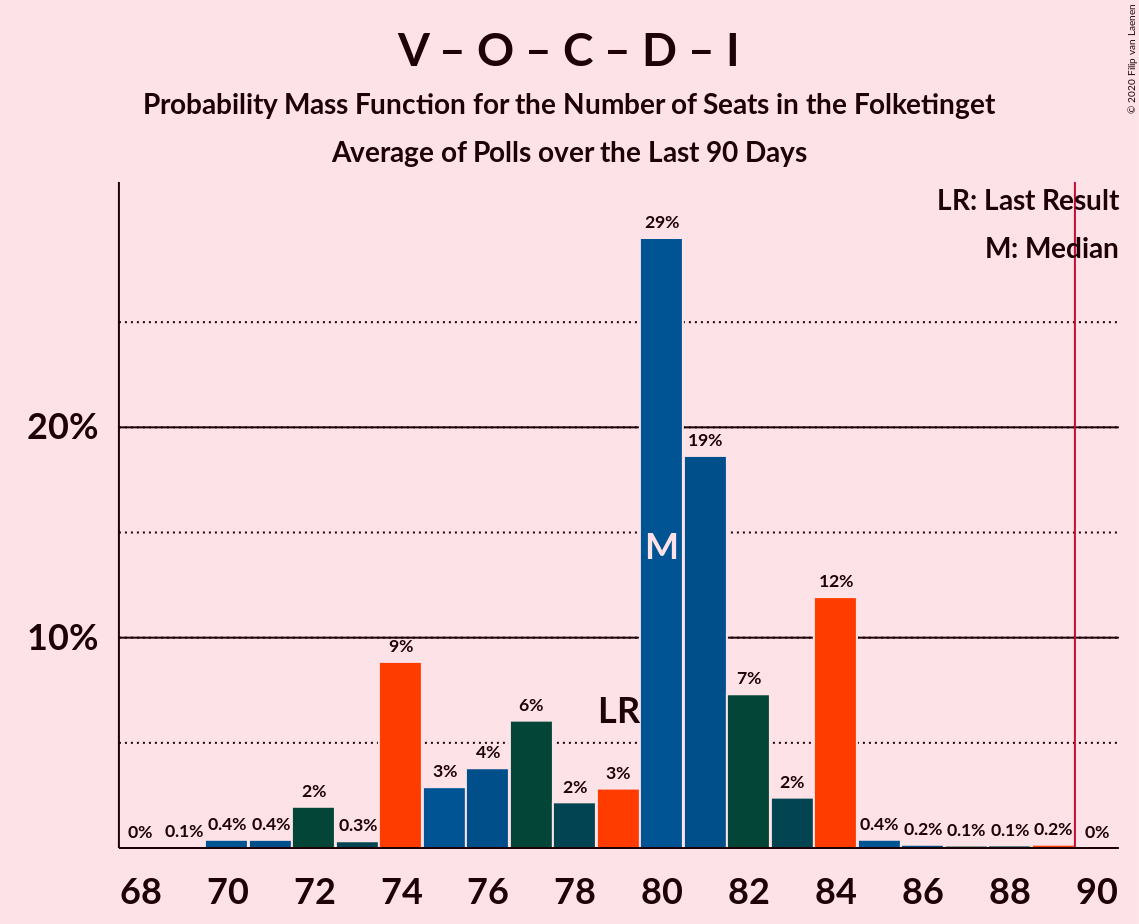 V – O – C – D – I
Probability Mass Function for the Number of Seats in the Folketinget
Average of Polls over the Last 90 Days
© 2020 Filip van Laenen
LR: Last Result
M: Median
20%
10%
0%
0.1%
0.4%
0.4%
2%
0.3%
9%
3%
4%
6%
2%
3%
LR
29%
M
19%
7%
2%
12%
0.4%
0.2%
0.1%
0.1%
0.2%
0%
68 70 72 74 76 78 80 82 84 86 88 90